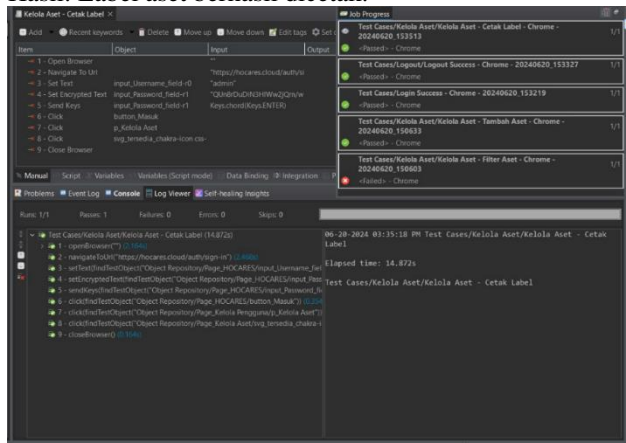 Hasil: Label aset berhasil dicetak.
Kelola Aset - Cetak Label
Add Recent keywords Delete Move up Move down Edit tags Set
Item Object Input Output
1 - Open Browser ""
2 - Navigate To Url "https://hocares.cloud/auth/si
3 - Set Text input_Username_field-r0 "admin"
4 - Set Encrypted Text input_Password_field-r1
5 - Send Keys input_Password_field-r1 Keys.chord(Keys.ENTER)
6 - Click button_Masuk
7 - Click p_Kelola Aset
8 - Click svg_tersedia_chakra-icon css-
9 - Close Browser
Manual Script Variables Variables (Script mode) Data Binding Integration P
Job Progress
Test Cases/Kelola Aset/Kelola Aset - Cetak Label - Chrome -
20240620_153513
1/1
<Passed> - Chrome
Test Cases/Logout/Logout Success - Chrome - 20240620_153327 1/1
<Passed> - Chrome
Test Cases/Login Success - Chrome - 20240620_153219 1/1
<Passed> - Chrome
Test Cases/Kelola Aset/Kelola Aset - Tambah Aset - Chrome -
20240620_150633
1/1
<Passed> - Chrome
Test Cases/Kelola Aset/Kelola Aset - Filter Aset - Chrome -
20240620_150603
1/1
<Failed> - Chrome
Problems Event Log Console Log Viewer Self-healing Insights
Runs: 1/1 Passes: 1 Failures: 0 Errors: 0 Skips: 0
Test Cases/Kelola Aset/Kelola Aset - Cetak Label (14.872s)
1 - openBrowser("") (2.164s)
2 - navigateToUrl("https://hocares.cloud/auth/sign-in")
3 - setText(findTestObject("Object Repository/Page_HOCARES/input_Username_fiel
4 - setEncryptedText(findTestObject("Object Repository/Page_HOCARES/input_Pass
5 - sendKeys(findTestObject("Object Repository/Page_HOCARES/input_Password_fi
6 - click(findTestObject("Object Repository/Page_HOCARES/button_Masuk"))
7 - click(findTestObject("Object Repository/Page_Kelola Pengguna/p_Kelola Aset"))
8 - click(findTestObject("Object Repository/Page_Kelola Aset/svg_tersedia_chakra-i
9 - closeBrowser()
06-20-2024 03:35:18 PM Test Cases/Kelola Aset/Kelola Aset - Cetak
Label
Elapsed time: 14.872s
Test Cases/Kelola Aset/Kelola Aset - Cetak Label